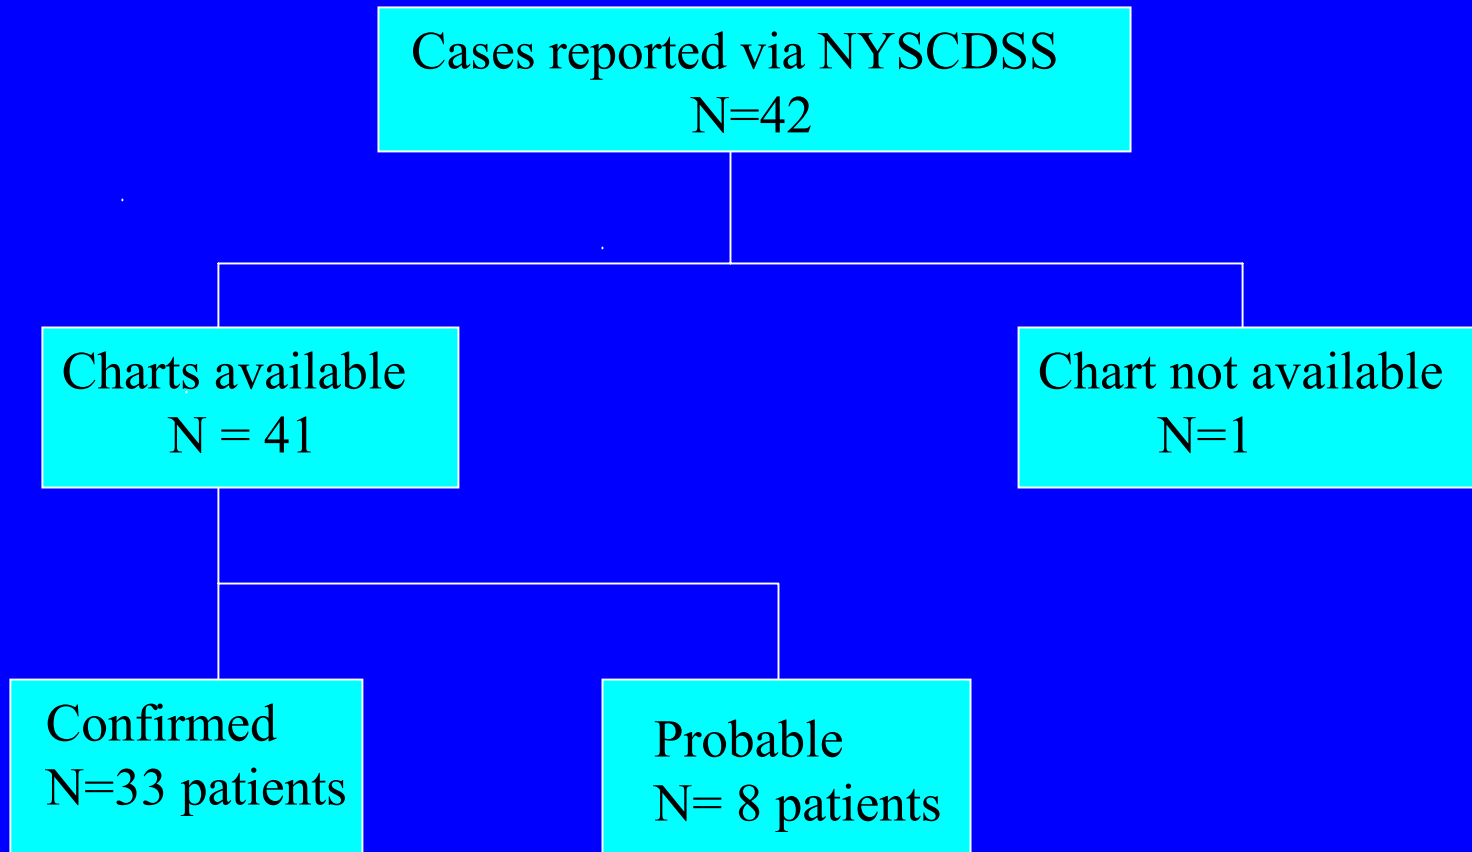 Cases reported via NYSCDSS
N=42
Charts available
N = 41
Chart not available
N=1
Confirmed
N=33 patients
Probable
N= 8 patients